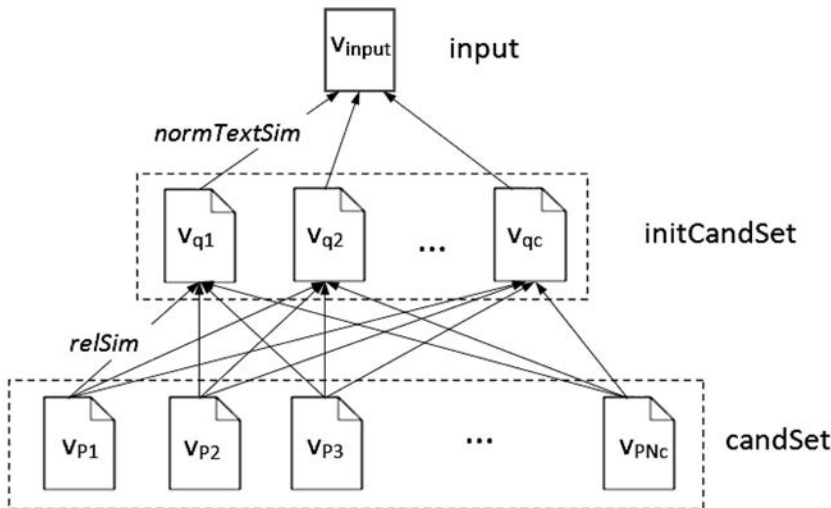 Vinput input
normTextSim
Vq1 Vq2 ... Vqc initCandSet
relSim
VP1 VP2 VP3 ... VPNc candSet